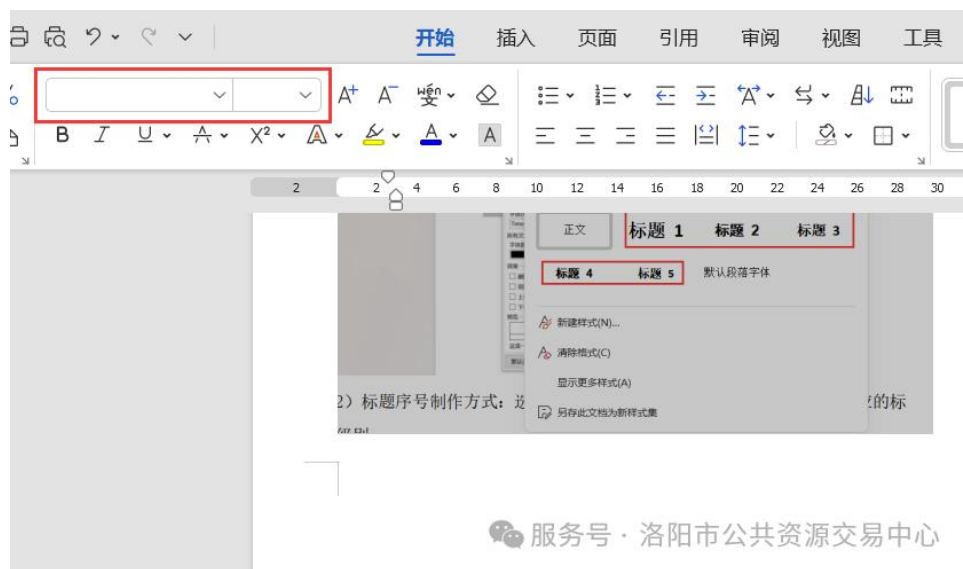 开始 插入 页面 引用 审阅 视图 工具
A+ A- wén 变
B I U A X² A A A
2 2 4 6 8 10 12 14 16 18 20 22 24 26 28 30
正文 标题 1 标题 2 标题 3
标题 4 标题 5 默认段落字体
新建样式(N)...
清除格式(C)
显示更多样式(A)
2）标题序号制作方式：选
的标
另存此文档为新样式集
服务号 · 洛阳市公共资源交易中心